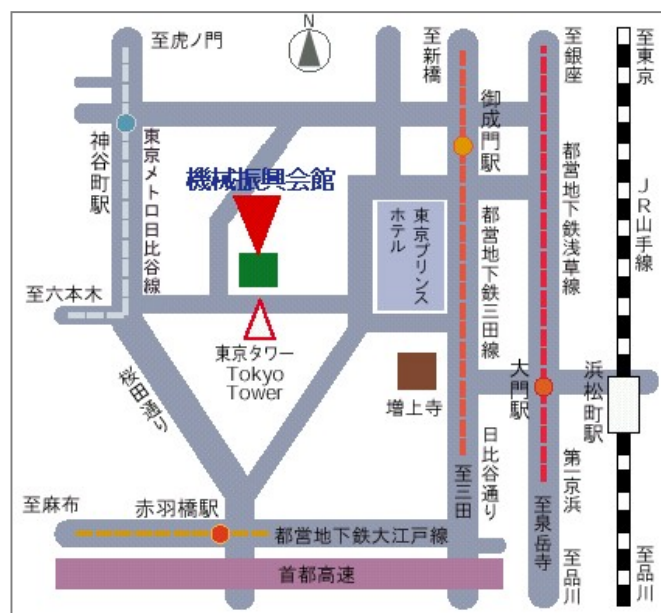 N
至虎ノ門
至新橋
至銀座
至東京
神谷町駅
東京メトロ日比谷線
御成門駅
都営地下鉄浅草線
JR山手線
機械振興会館
東京プリンス
ホテル
都営地下鉄三田線
至六本木
東京タワー
Tokyo
Tower
桜田通り
増上寺
大門駅
浜松町駅
日比谷通り
第一京浜
至三田
至泉岳寺
至品川
至麻布
赤羽橋駅
都営地下鉄大江戸線
首都高速